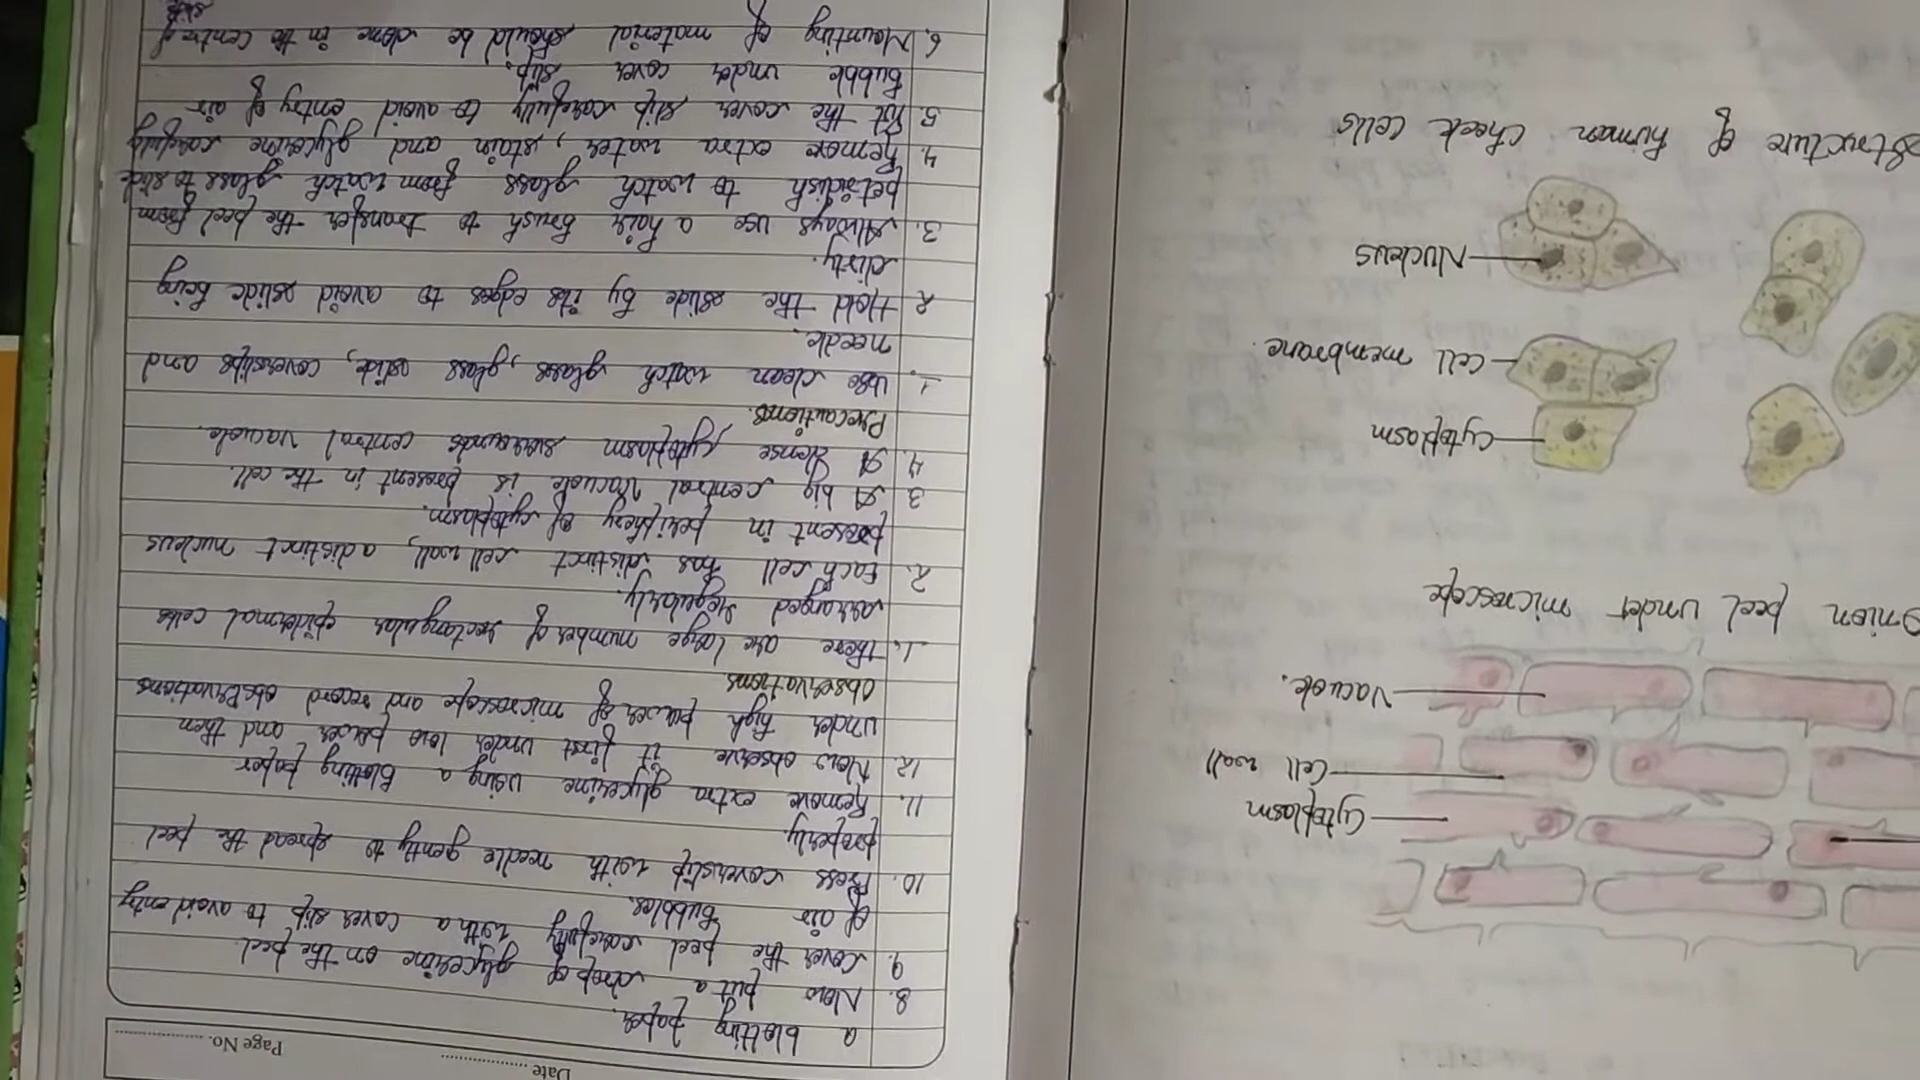 Date
Page No.
a blotting paper.
8. Now put a drop of glycerine on the peel.
9. Cover the peel carefully with a cover slip to avoid entry
of air bubbles.
10. Press coverslip with needle gently to spread the peel
properly.
11. Remove extra glycerine using a Blotting paper
12. Now observe it first under low power and then
under high power of microscope and record observations
observations
1. There are large number of rectangular epidermal cells
arranged regularly.
2. Each cell has distinct cell wall, a distinct nucleus
present in periphery of cytoplasm.
3 A big central Vacuole is present in the cell.
4. A dense cytoplasm surrounds central vacuole.
Precautions.
1. Use clean watch glass, glass slide, coverslips and
needle.
2 Hold the slide by its edges to avoid slide being
dirty.
3. Always use a hair brush to transfer the peel from
petridish to watch glass from watch glass to slide
4. Remove extra water, stain and glycerine carefully
5. Put the cover slip carefully to avoid entry of air
Bubble under cover slip.
6. Mounting of material should be done in the centre of
slide
Cytoplasm
Cell wall
Vacuole.
Onion peel under microscope
Cytoplasm
Cell membrane.
Nucleus
Structure of human cheek cells